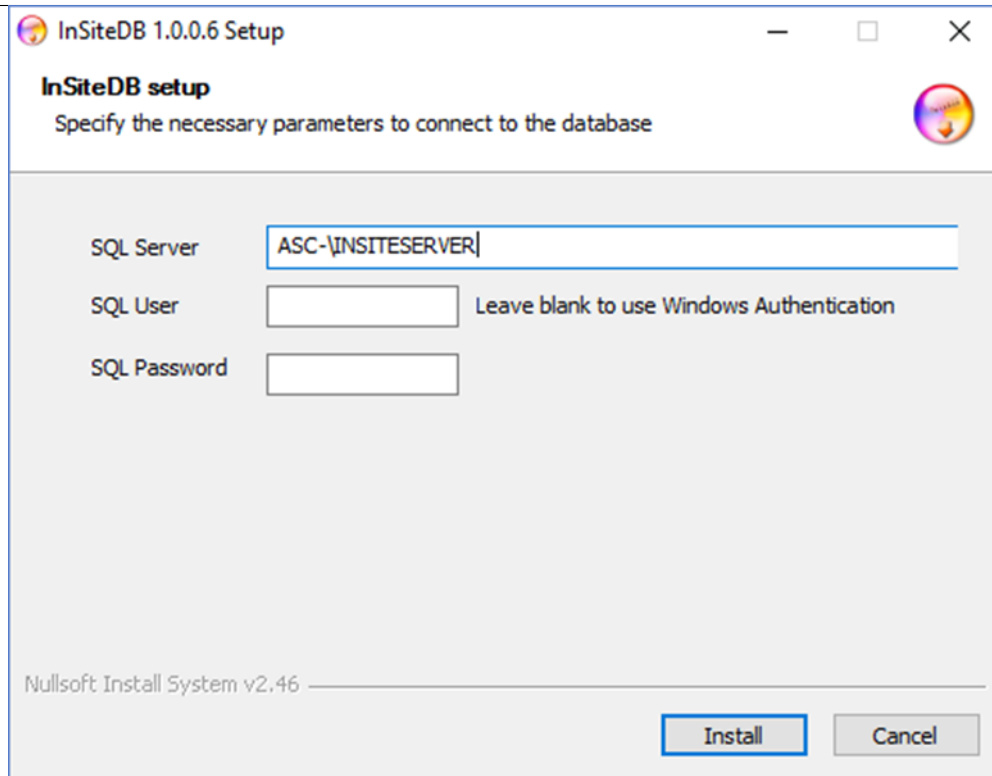 InSiteDB 1.0.0.6 Setup
InSiteDB setup
Specify the necessary parameters to connect to the database
SQL Server ASC-\INSITESERVER
SQL User Leave blank to use Windows Authentication
SQL Password
Nullsoft Install System v2.46
Install Cancel